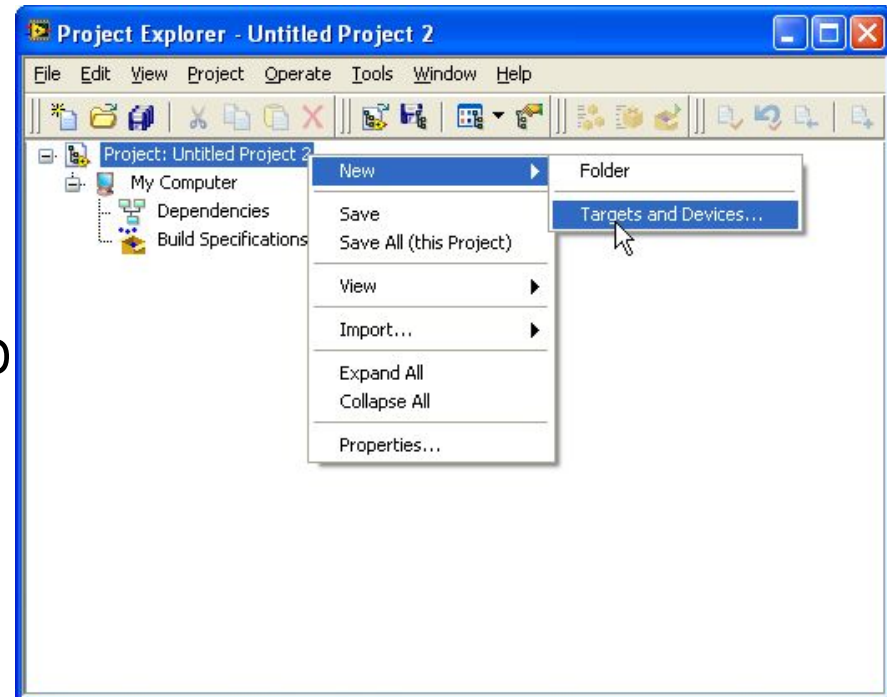 Project Explorer - Untitled Project 2
File Edit View Project Operate Tools Window Help
Project: Untitled Project 2
My Computer
Dependencies
Build Specifications
New
Save
Save All (this Project)
View
Import...
Expand All
Collapse All
Properties...
Folder
Targets and Devices...